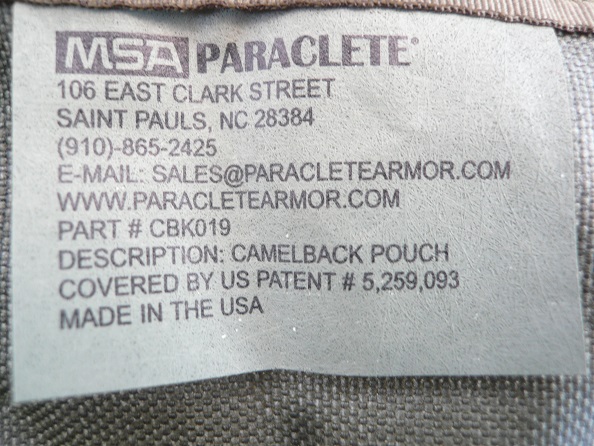 MSA PARACLETE®
106 EAST CLARK STREET
SAINT PAULS, NC 28384
(910)-865-2425
E-MAIL: SALES@PARACLETEARMOR.COM
WWW.PARACLETEARMOR.COM
PART # CBK019
DESCRIPTION: CAMELBACK POUCH
COVERED BY US PATENT # 5,259,093
MADE IN THE USA